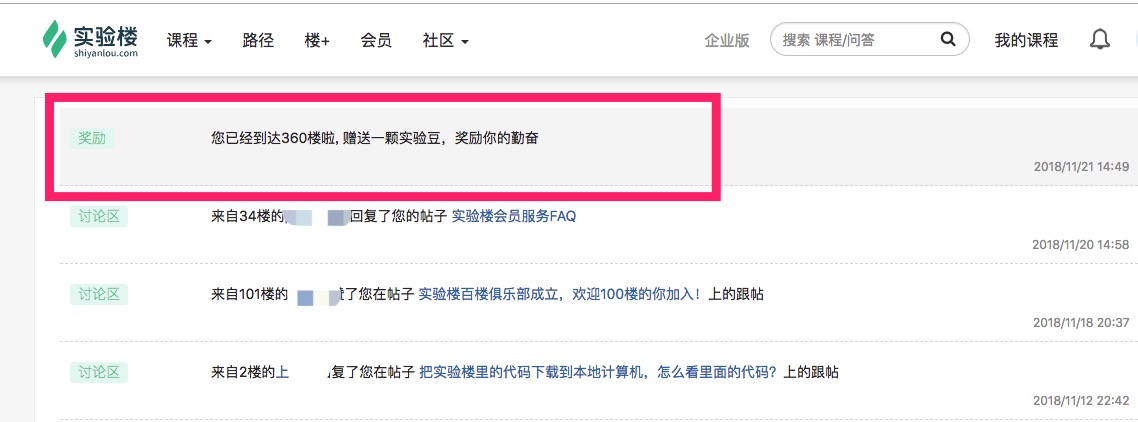 实验楼
shiyanlou.com
课程 路径 楼+ 会员 社区 企业版 搜索 课程/问答 我的课程
奖励 您已经到达360楼啦, 赠送一颗实验豆，奖励你的勤奋
2018/11/21 14:49
讨论区 来自34楼的 回复了您的帖子 实验楼会员服务FAQ
2018/11/20 14:58
讨论区 来自101楼的 了您在帖子 实验楼百楼俱乐部成立，欢迎100楼的你加入！上的跟帖
2018/11/18 20:37
讨论区 来自2楼的上 复了您在帖子 把实验楼里的代码下载到本地计算机，怎么看里面的代码？上的跟帖
2018/11/12 22:42